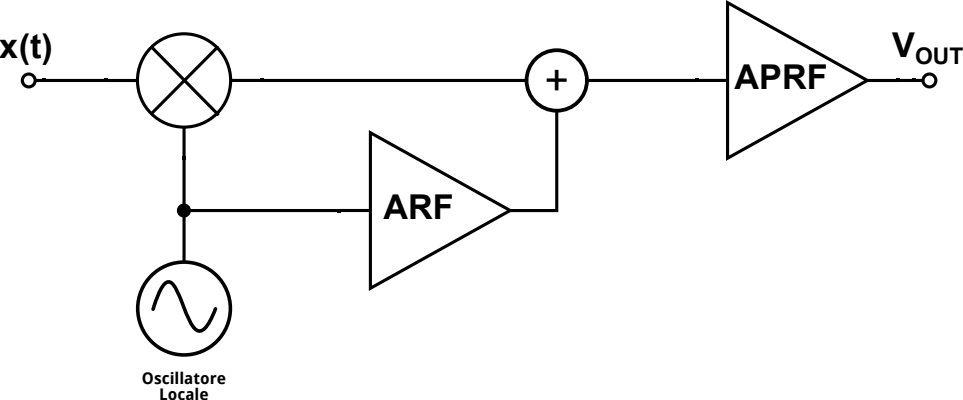 x(t)
+
APRF
VOUT
ARF
Oscillatore
Locale